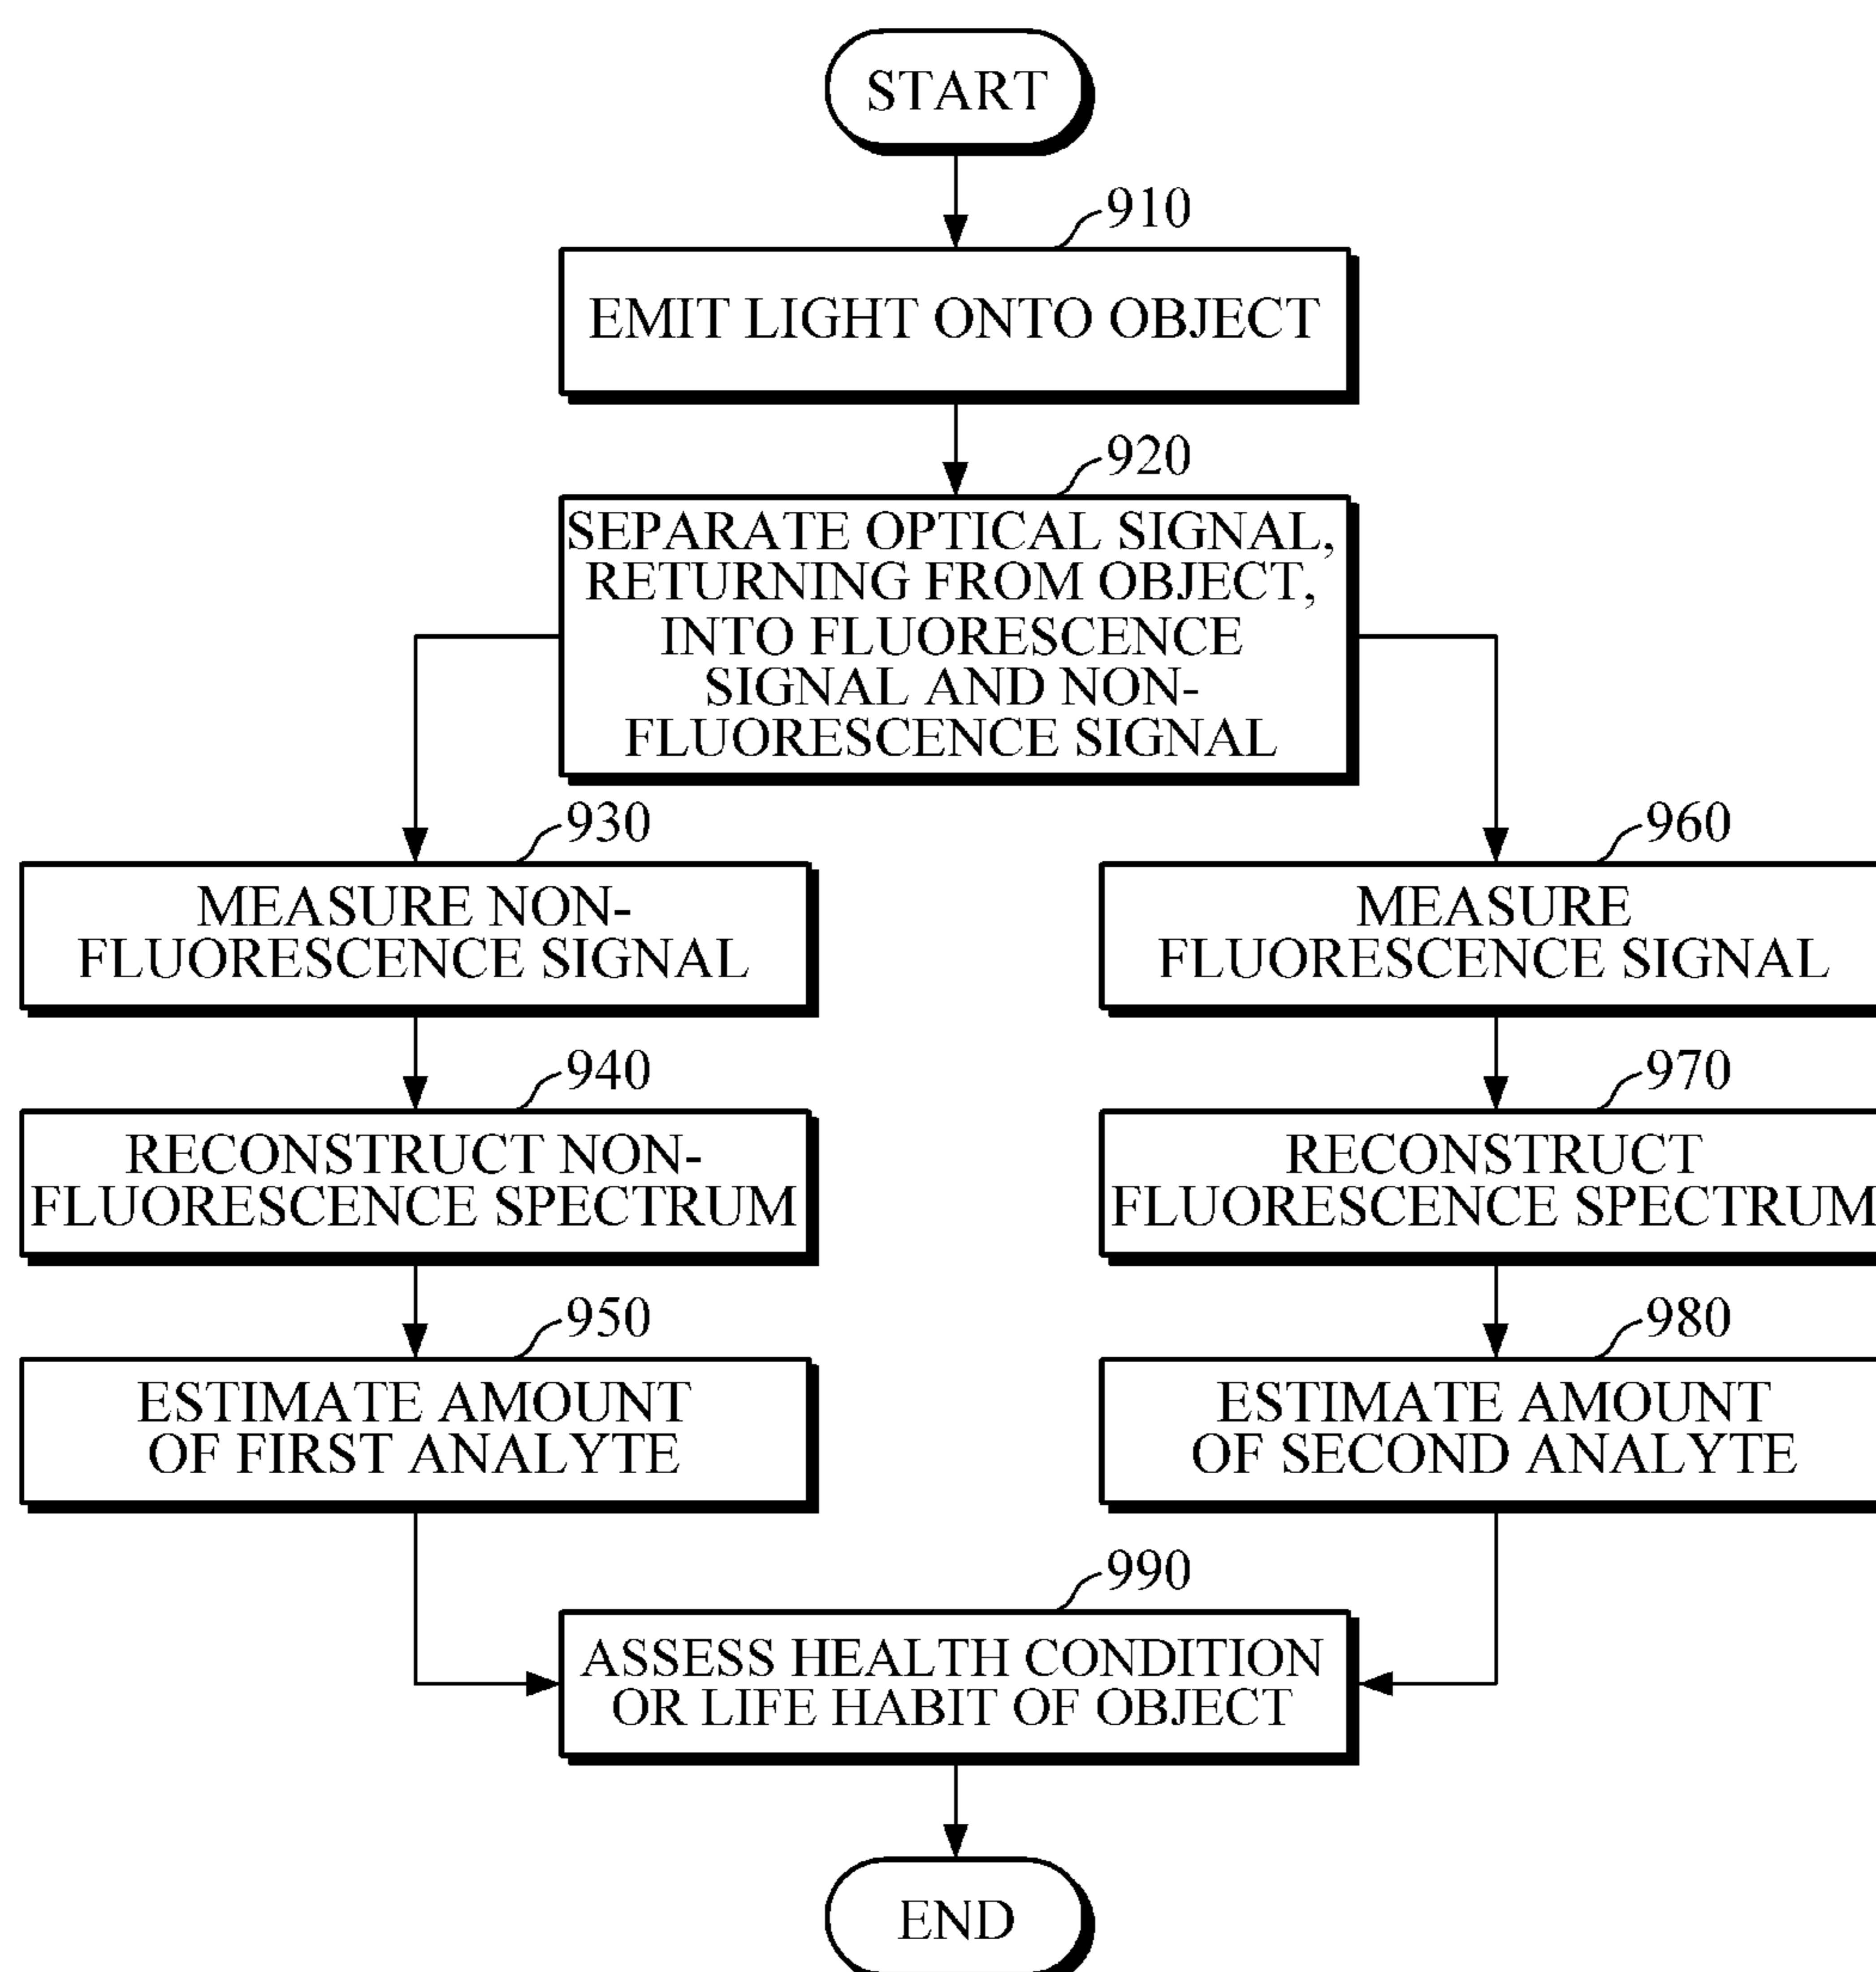 START
910
EMIT LIGHT ONTO OBJECT
920
SEPARATE OPTICAL SIGNAL,
RETURNING FROM OBJECT,
INTO FLUORESCENCE
SIGNAL AND NON-
FLUORESCENCE SIGNAL
930
MEASURE NON-
FLUORESCENCE SIGNAL
940
RECONSTRUCT NON-
FLUORESCENCE SPECTRUM
950
ESTIMATE AMOUNT
OF FIRST ANALYTE
960
MEASURE
FLUORESCENCE SIGNAL
970
RECONSTRUCT
FLUORESCENCE SPECTRUM
980
ESTIMATE AMOUNT
OF SECOND ANALYTE
990
ASSESS HEALTH CONDITION
OR LIFE HABIT OF OBJECT
END